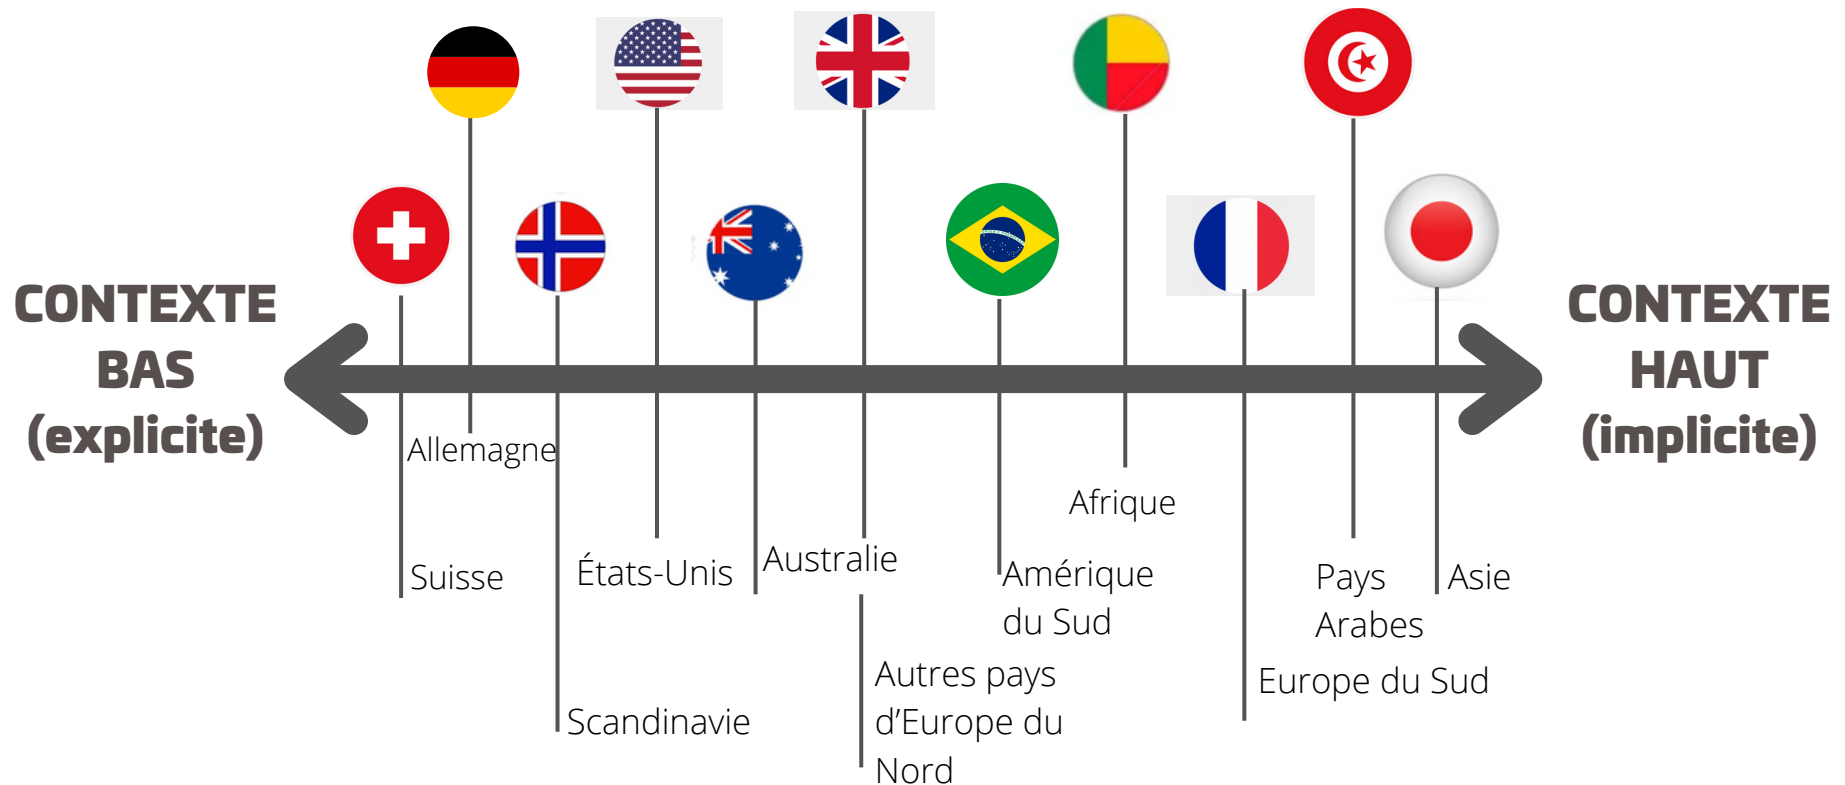 CONTEXTE
BAS
(explicite)
CONTEXTE
HAUT
(implicite)
Allemagne
Suisse
Scandinavie
États-Unis
Australie
Autres pays
d'Europe du
Nord
Amérique
du Sud
Afrique
Europe du Sud
Pays
Arabes
Asie